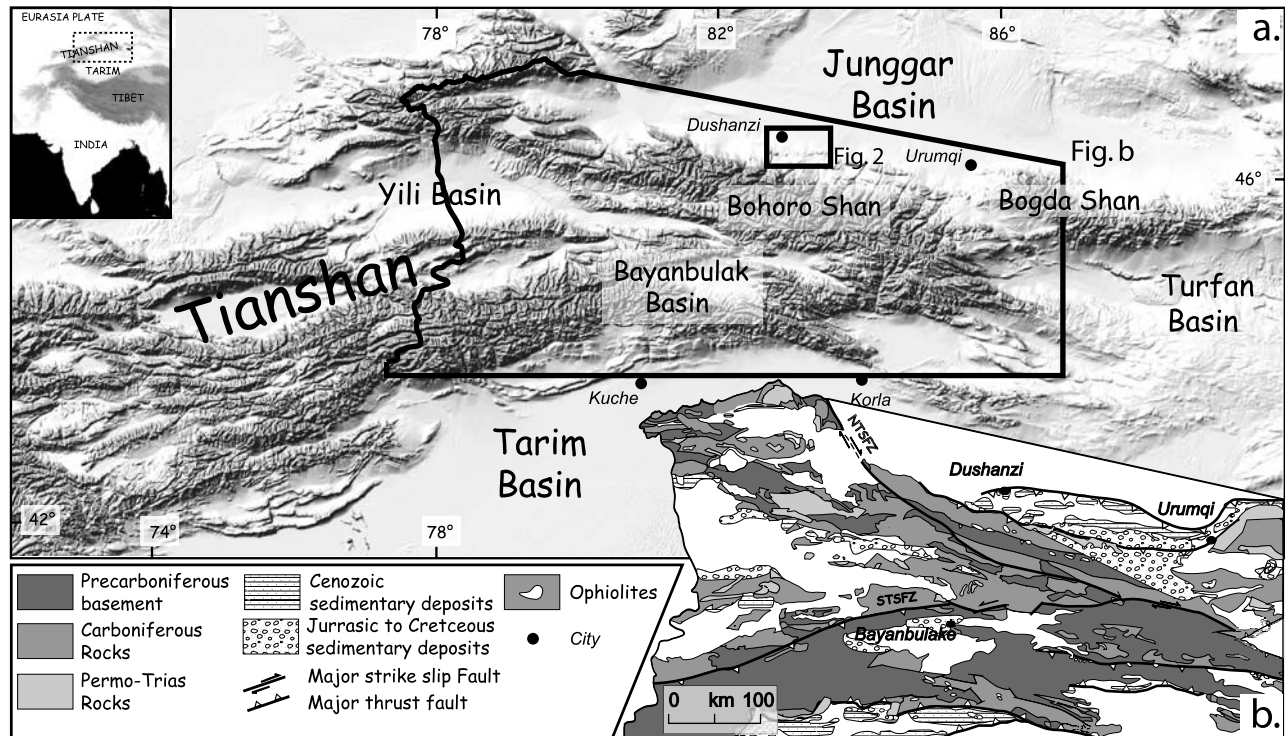 EURASIA PLATE
TIANSHAN
TARIM
TIBET
INDIA
78°
82°
86°
a.
Junggar
Basin
Dushanzi
Fig. 2
Urumqi
Fig. b
46°
Yili Basin
Bohoro Shan
Bogda Shan
Tianshan
Bayanbulak
Basin
Turfan
Basin
Kuche
Korla
Tarim
Basin
42°
74°
78°
NTSFZ
Dushanzi
Urumqi
STSFZ
Bayanbulake
0 km 100
b.
Precarboniferous
basement
Carboniferous
Rocks
Permo-Trias
Rocks
Cenozoic
sedimentary deposits
Jurrasic to Cretceous
sedimentary deposits
Major strike slip Fault
Major thrust fault
Ophiolites
City